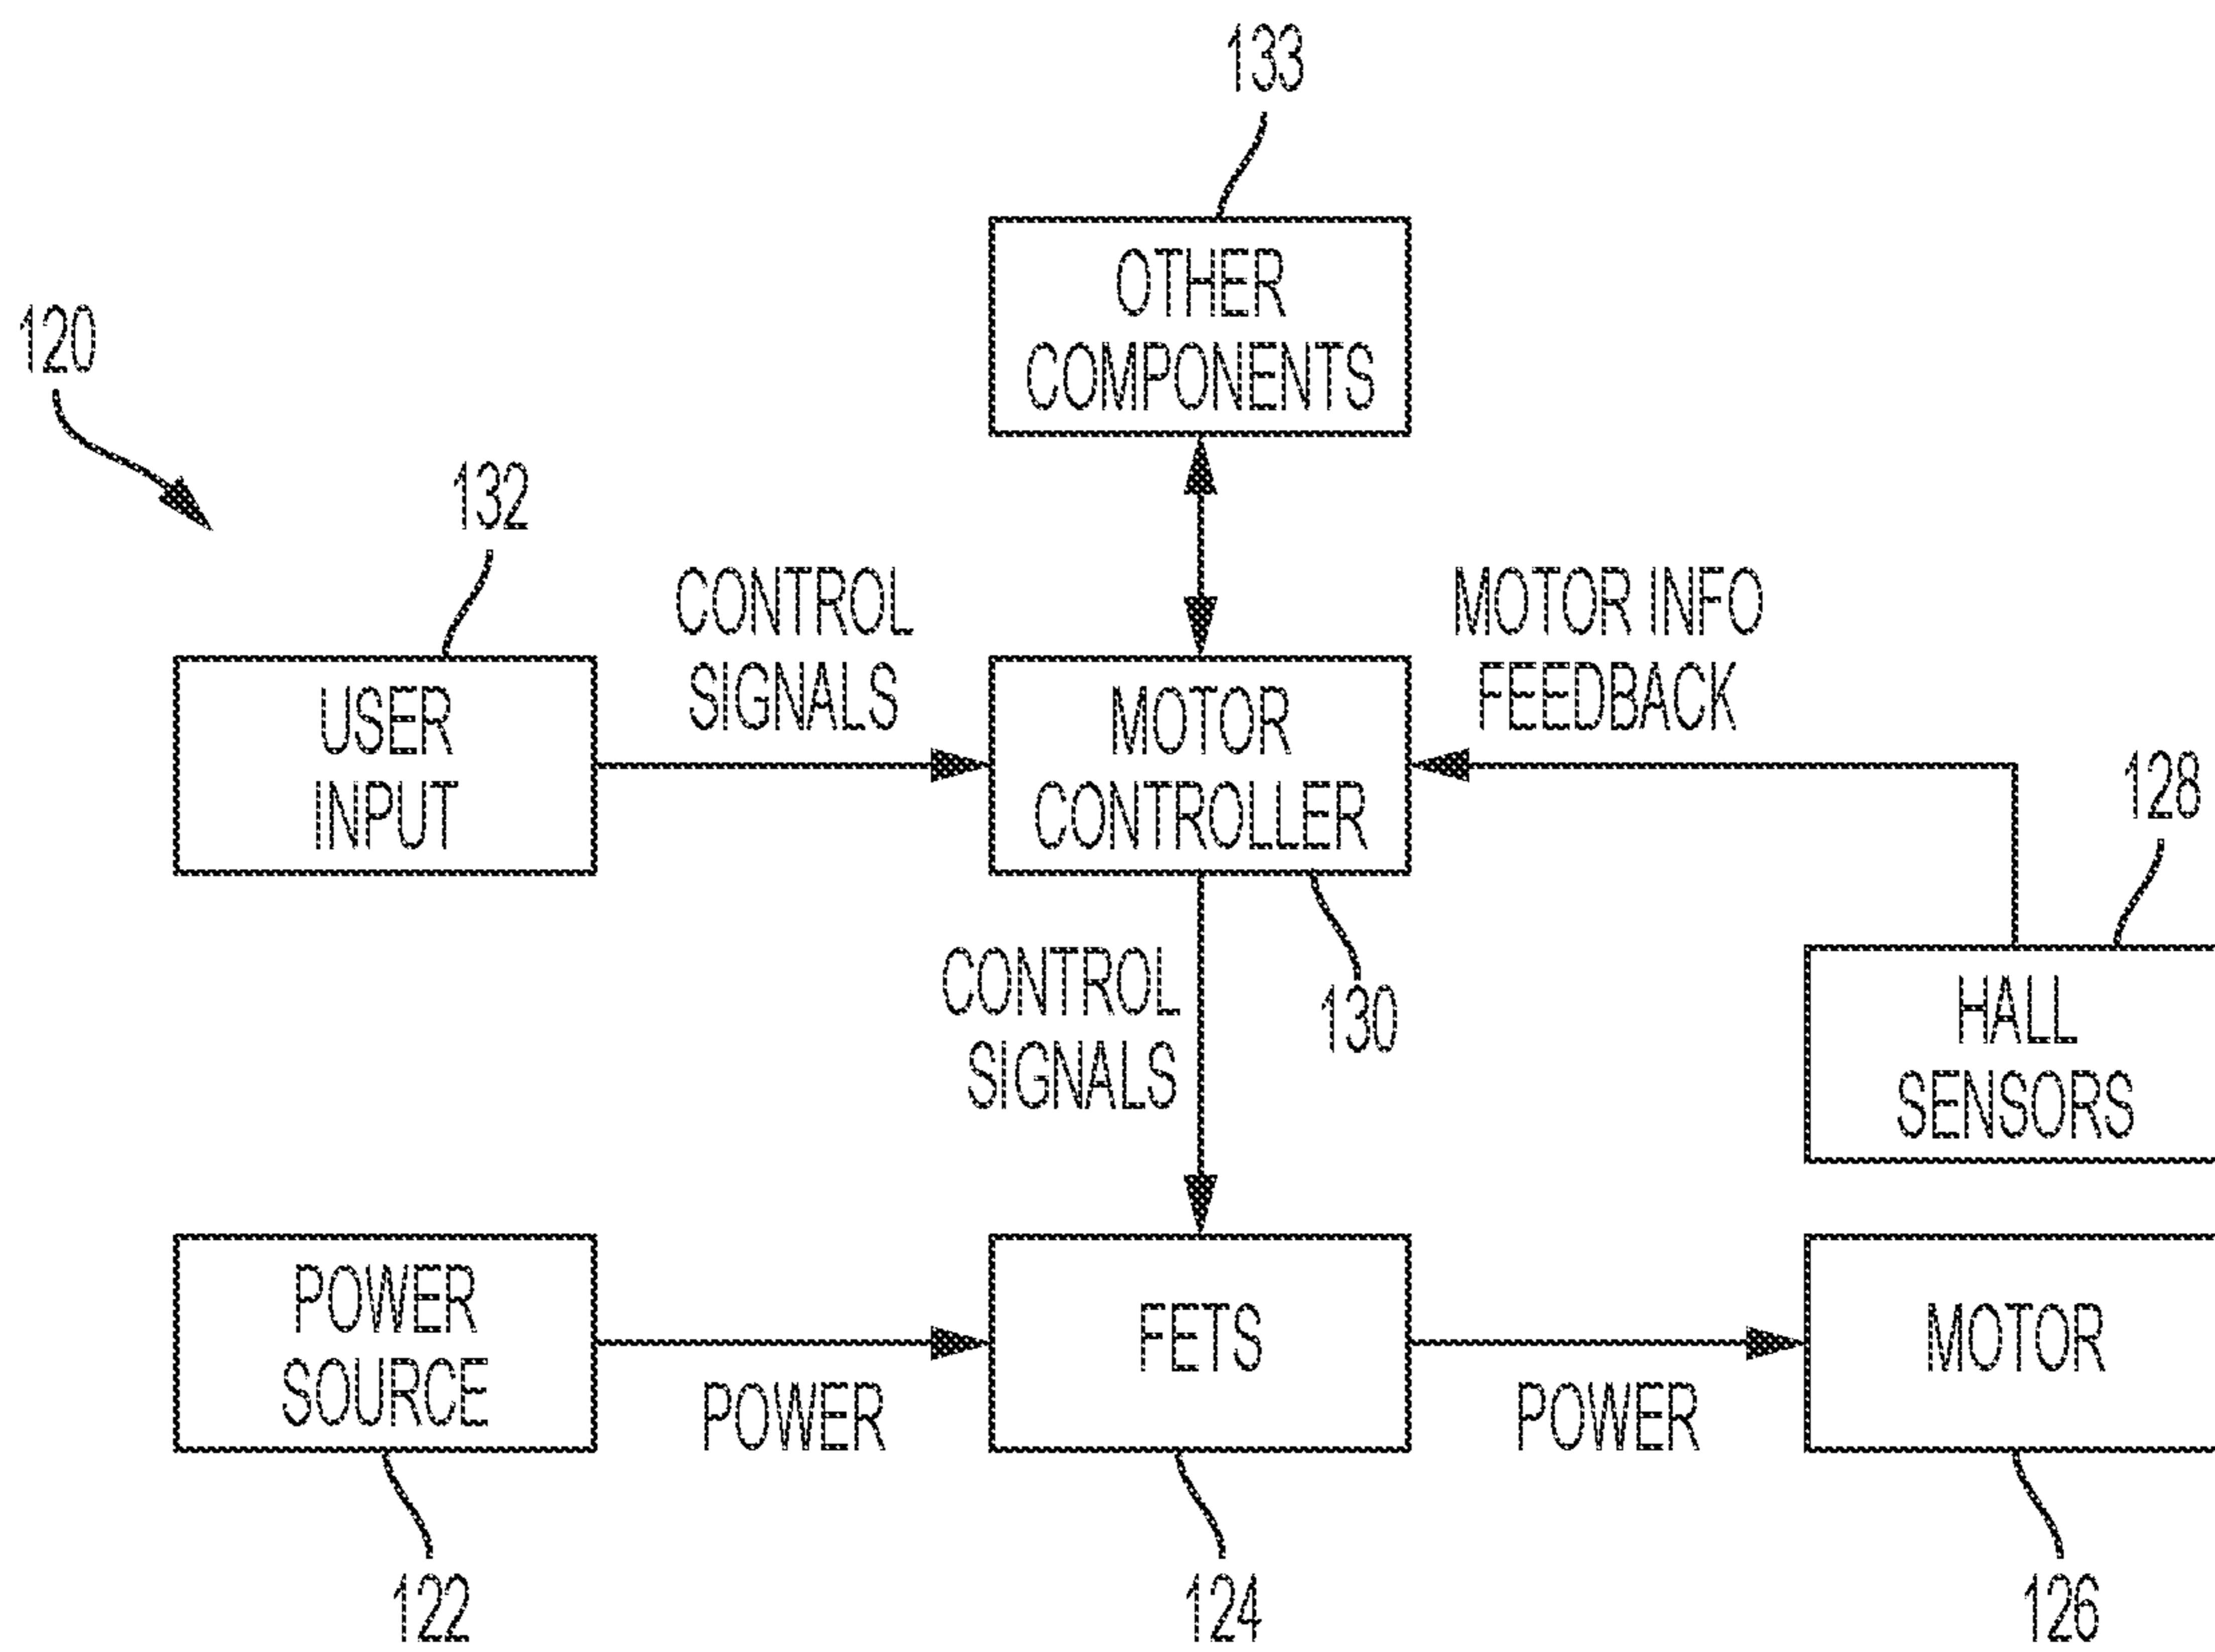 133
OTHER
COMPONENTS
120
132
CONTROL
SIGNALS
MOTOR INFO
FEEDBACK
USER
INPUT
MOTOR
CONTROLLER
128
CONTROL
SIGNALS
130
HALL
SENSORS
POWER
SOURCE
POWER
FETS
POWER
MOTOR
122
124
126